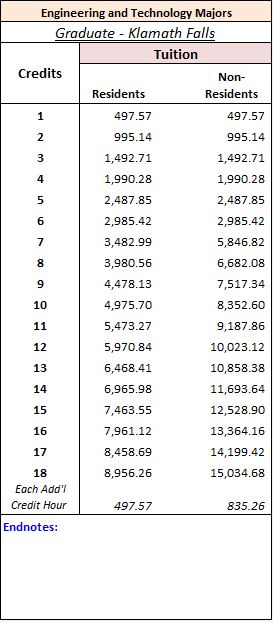 Engineering and Technology Majors
Graduate - Klamath Falls
Credits
Tuition
Residents
Non-
Residents
1 497.57 497.57
2 995.14 995.14
3 1,492.71 1,492.71
4 1,990.28 1,990.28
5 2,487.85 2,487.85
6 2,985.42 2,985.42
7 3,482.99 5,846.82
8 3,980.56 6,682.08
9 4,478.13 7,517.34
10 4,975.70 8,352.60
11 5,473.27 9,187.86
12 5,970.84 10,023.12
13 6,468.41 10,858.38
14 6,965.98 11,693.64
15 7,463.55 12,528.90
16 7,961.12 13,364.16
17 8,458.69 14,199.42
18 8,956.26 15,034.68
Each Add'l
Credit Hour 497.57 835.26
Endnotes: